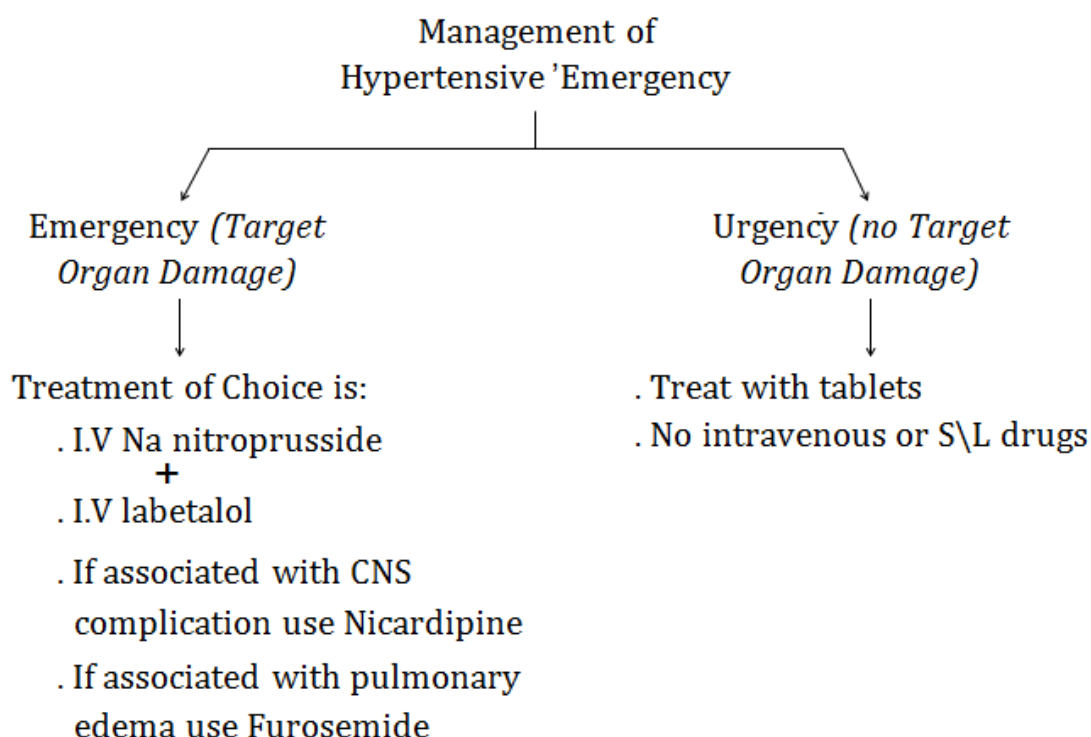 Management of
Hypertensive ’Emergency
Emergency (Target
Organ Damage)
Treatment of Choice is:
. I.V Na nitroprusside
+
. I.V labetalol
. If associated with CNS
complication use Nicardipine
. If associated with pulmonary
edema use Furosemide
Urgency (no Target
Organ Damage)
. Treat with tablets
. No intravenous or S\L drugs